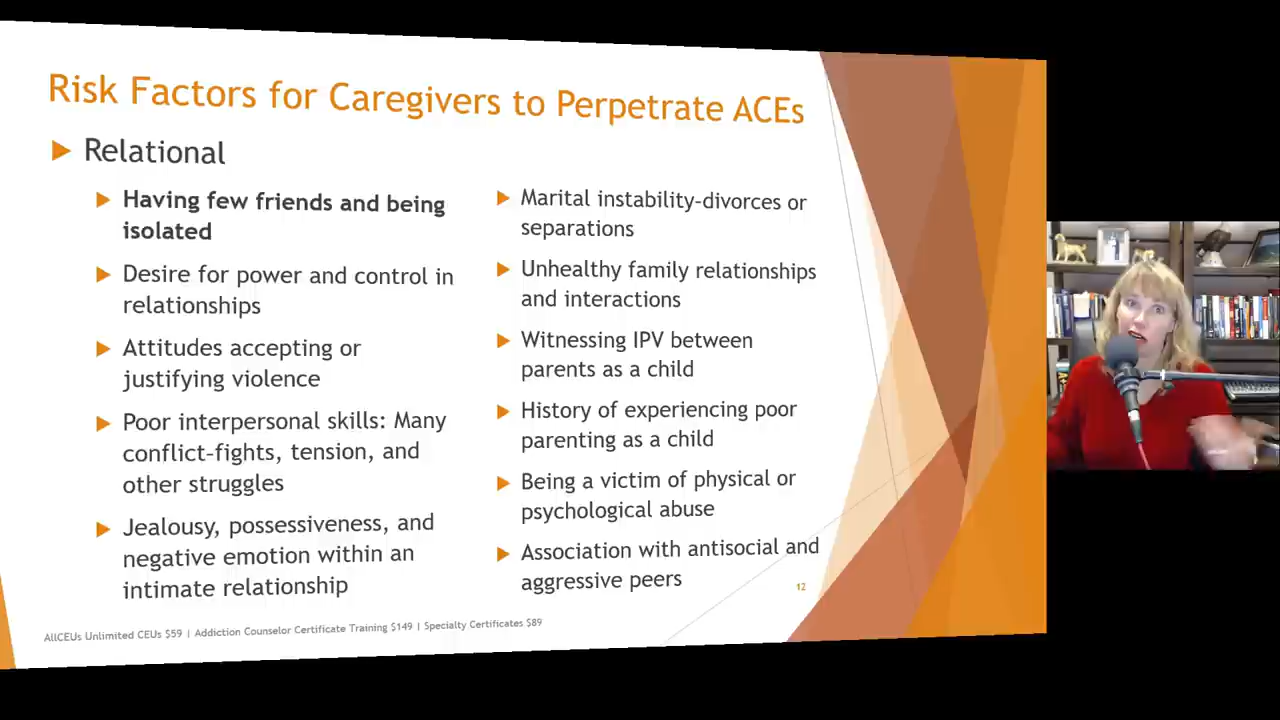 Risk Factors for Caregivers to Perpetrate ACEs
Relational
Having few friends and being
isolated
Desire for power and control in
relationships
Attitudes accepting or
justifying violence
Poor interpersonal skills: Many
conflict-fights, tension, and
other struggles
Jealousy, possessiveness, and
negative emotion within an
intimate relationship
Marital instability-divorces or
separations
Unhealthy family relationships
and interactions
Witnessing IPV between
parents as a child
History of experiencing poor
parenting as a child
Being a victim of physical or
psychological abuse
Association with antisocial and
aggressive peers
12
AllCEUs Unlimited CEUs $59 | Addiction Counselor Certificate Training $149 | Specialty Certificates $89